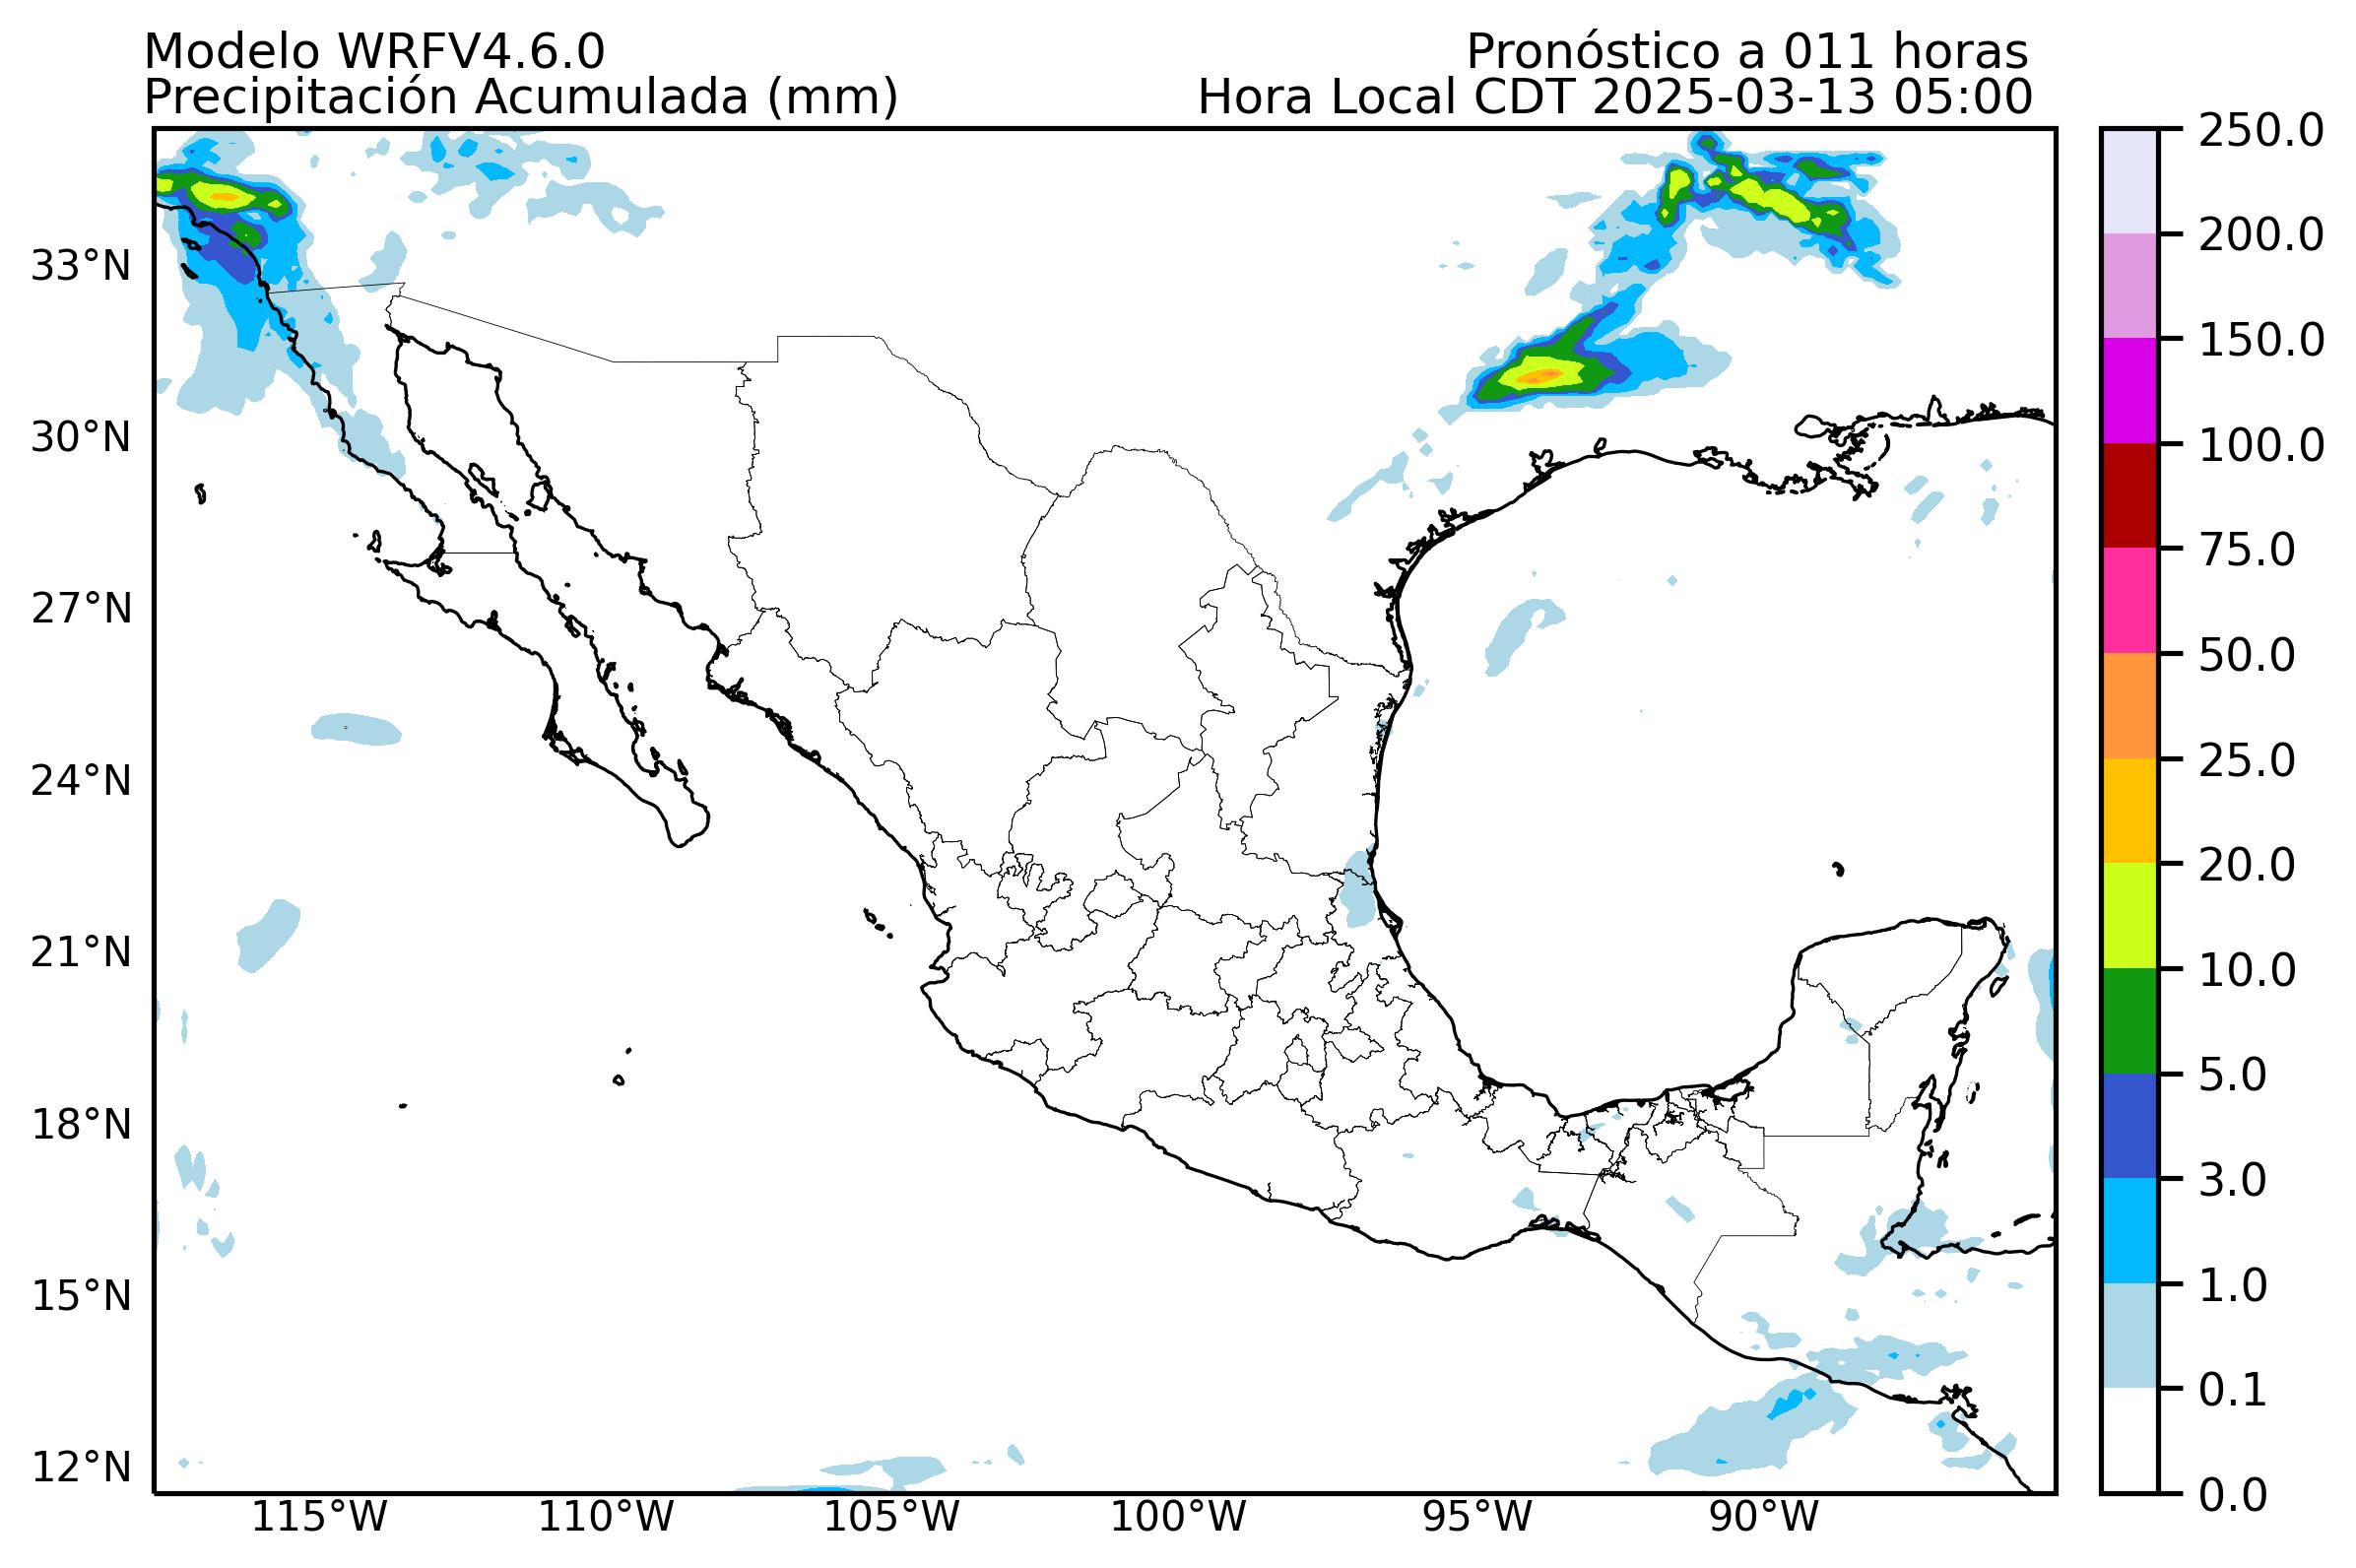 Modelo WRFV4.6.0
Pronóstico a 011 horas
Precipitación Acumulada (mm)
Hora Local CDT 2025-03-13 05:00
33°N
30°N
27°N
24°N
21°N
18°N
15°N
12°N
115°W
110°W
105°W
100°W
95°W
90°W
250.0
200.0
150.0
100.0
75.0
50.0
25.0
20.0
10.0
5.0
3.0
1.0
0.1
0.0